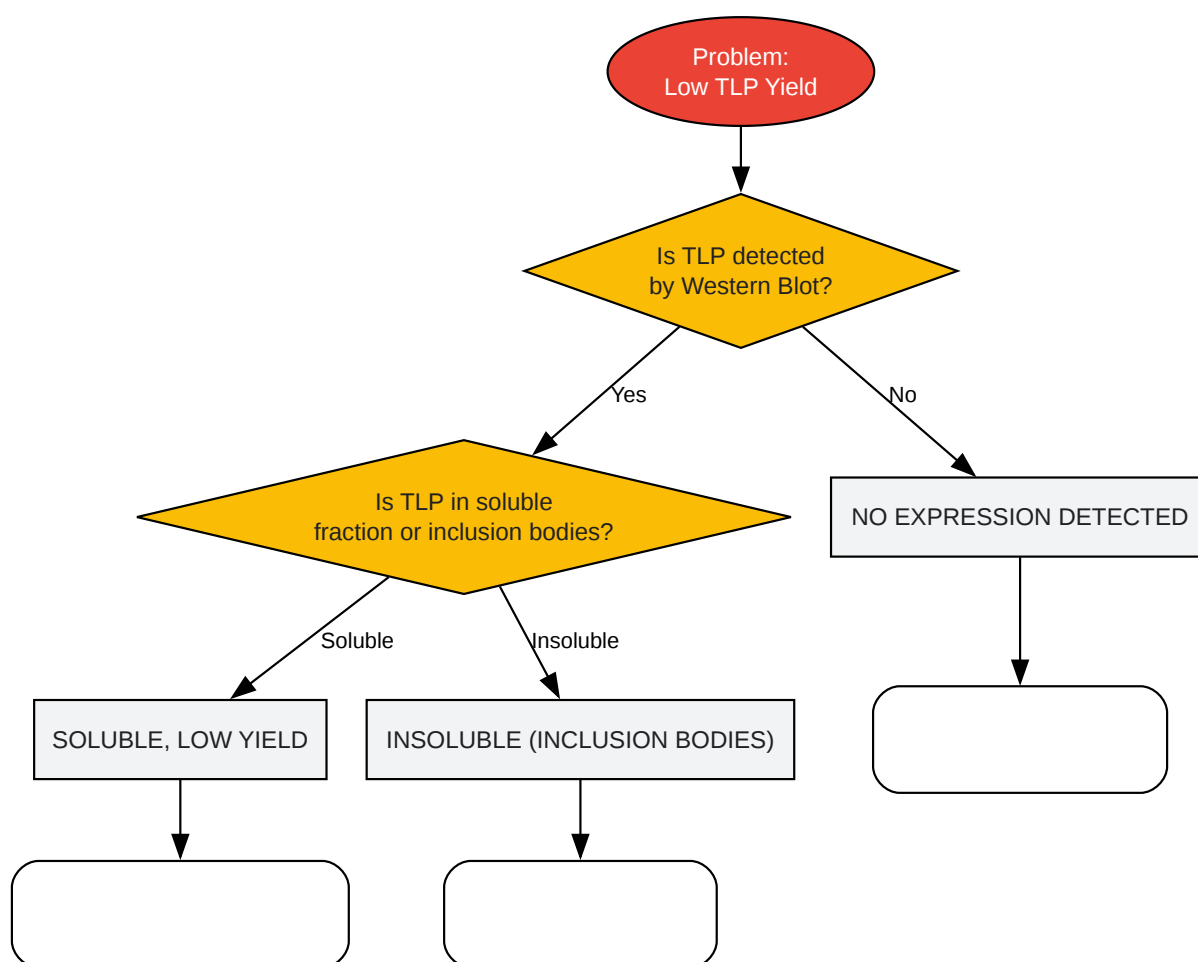 Problem:
Low TLP Yield
Is TLP detected
by Western Blot?
Yes
No
Is TLP in soluble
fraction or inclusion bodies?
NO EXPRESSION DETECTED
Soluble
Insoluble
SOLUBLE, LOW YIELD
INSOLUBLE (INCLUSION BODIES)